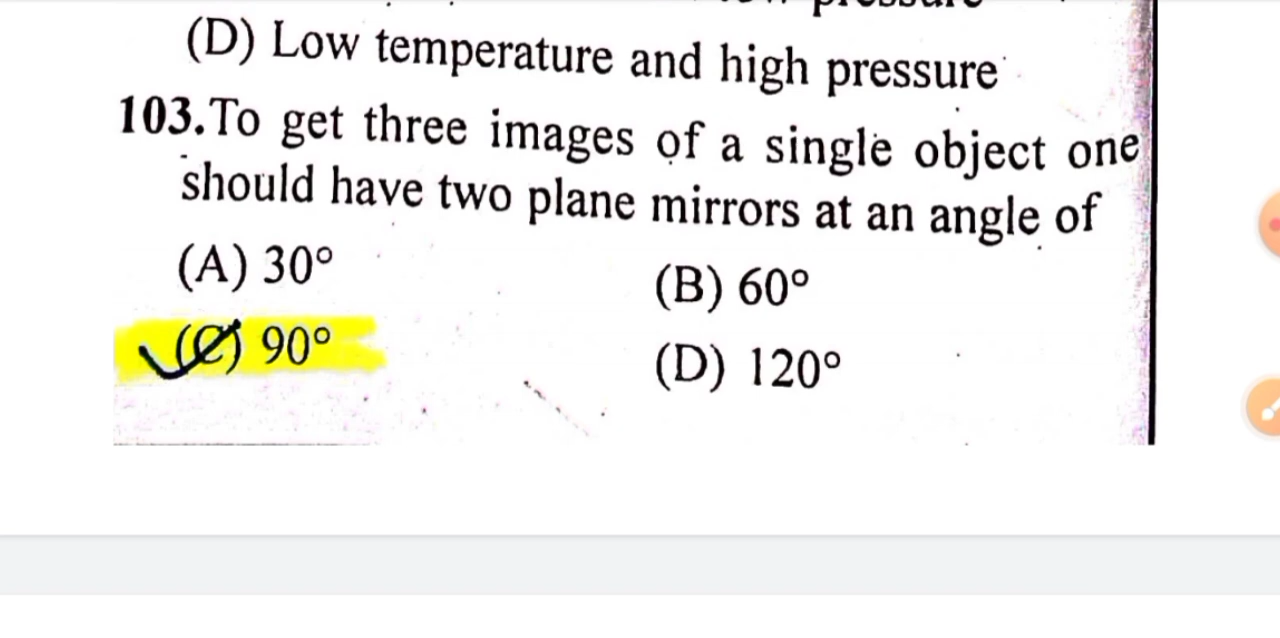 (D) Low temperature and high pressure
103.To get three images of a single object one
should have two plane mirrors at an angle of
(A) 30°
(B) 60°
(C) 90°
(D) 120°